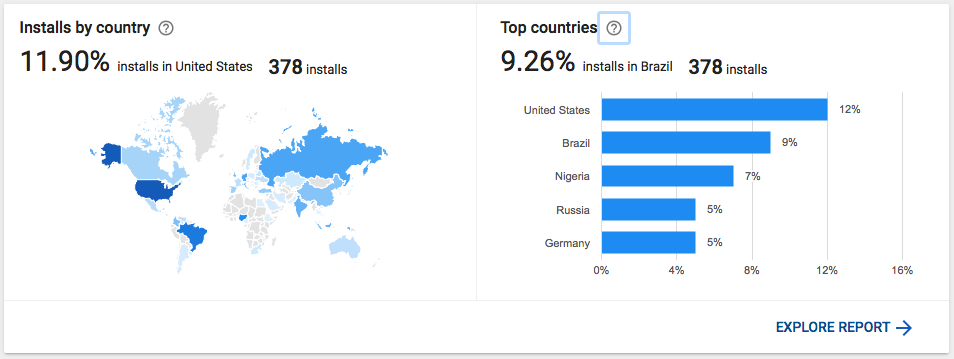 Installs by country ?
11.90% installs in United States 378 installs
Top countries ?
9.26% installs in Brazil 378 installs
United States 12%
Brazil 9%
Nigeria 7%
Russia 5%
Germany 5%
0% 4% 8% 12% 16%
EXPLORE REPORT →